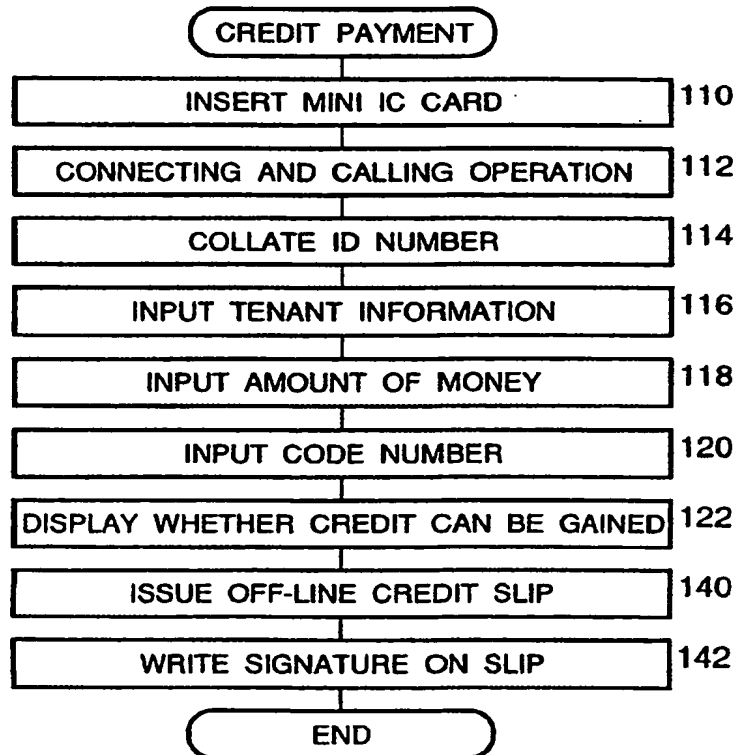 CREDIT PAYMENT
INSERT MINI IC CARD 110
CONNECTING AND CALLING OPERATION 112
COLLATE ID NUMBER 114
INPUT TENANT INFORMATION 116
INPUT AMOUNT OF MONEY 118
INPUT CODE NUMBER 120
DISPLAY WHETHER CREDIT CAN BE GAINED 122
ISSUE OFF-LINE CREDIT SLIP 140
WRITE SIGNATURE ON SLIP 142
END